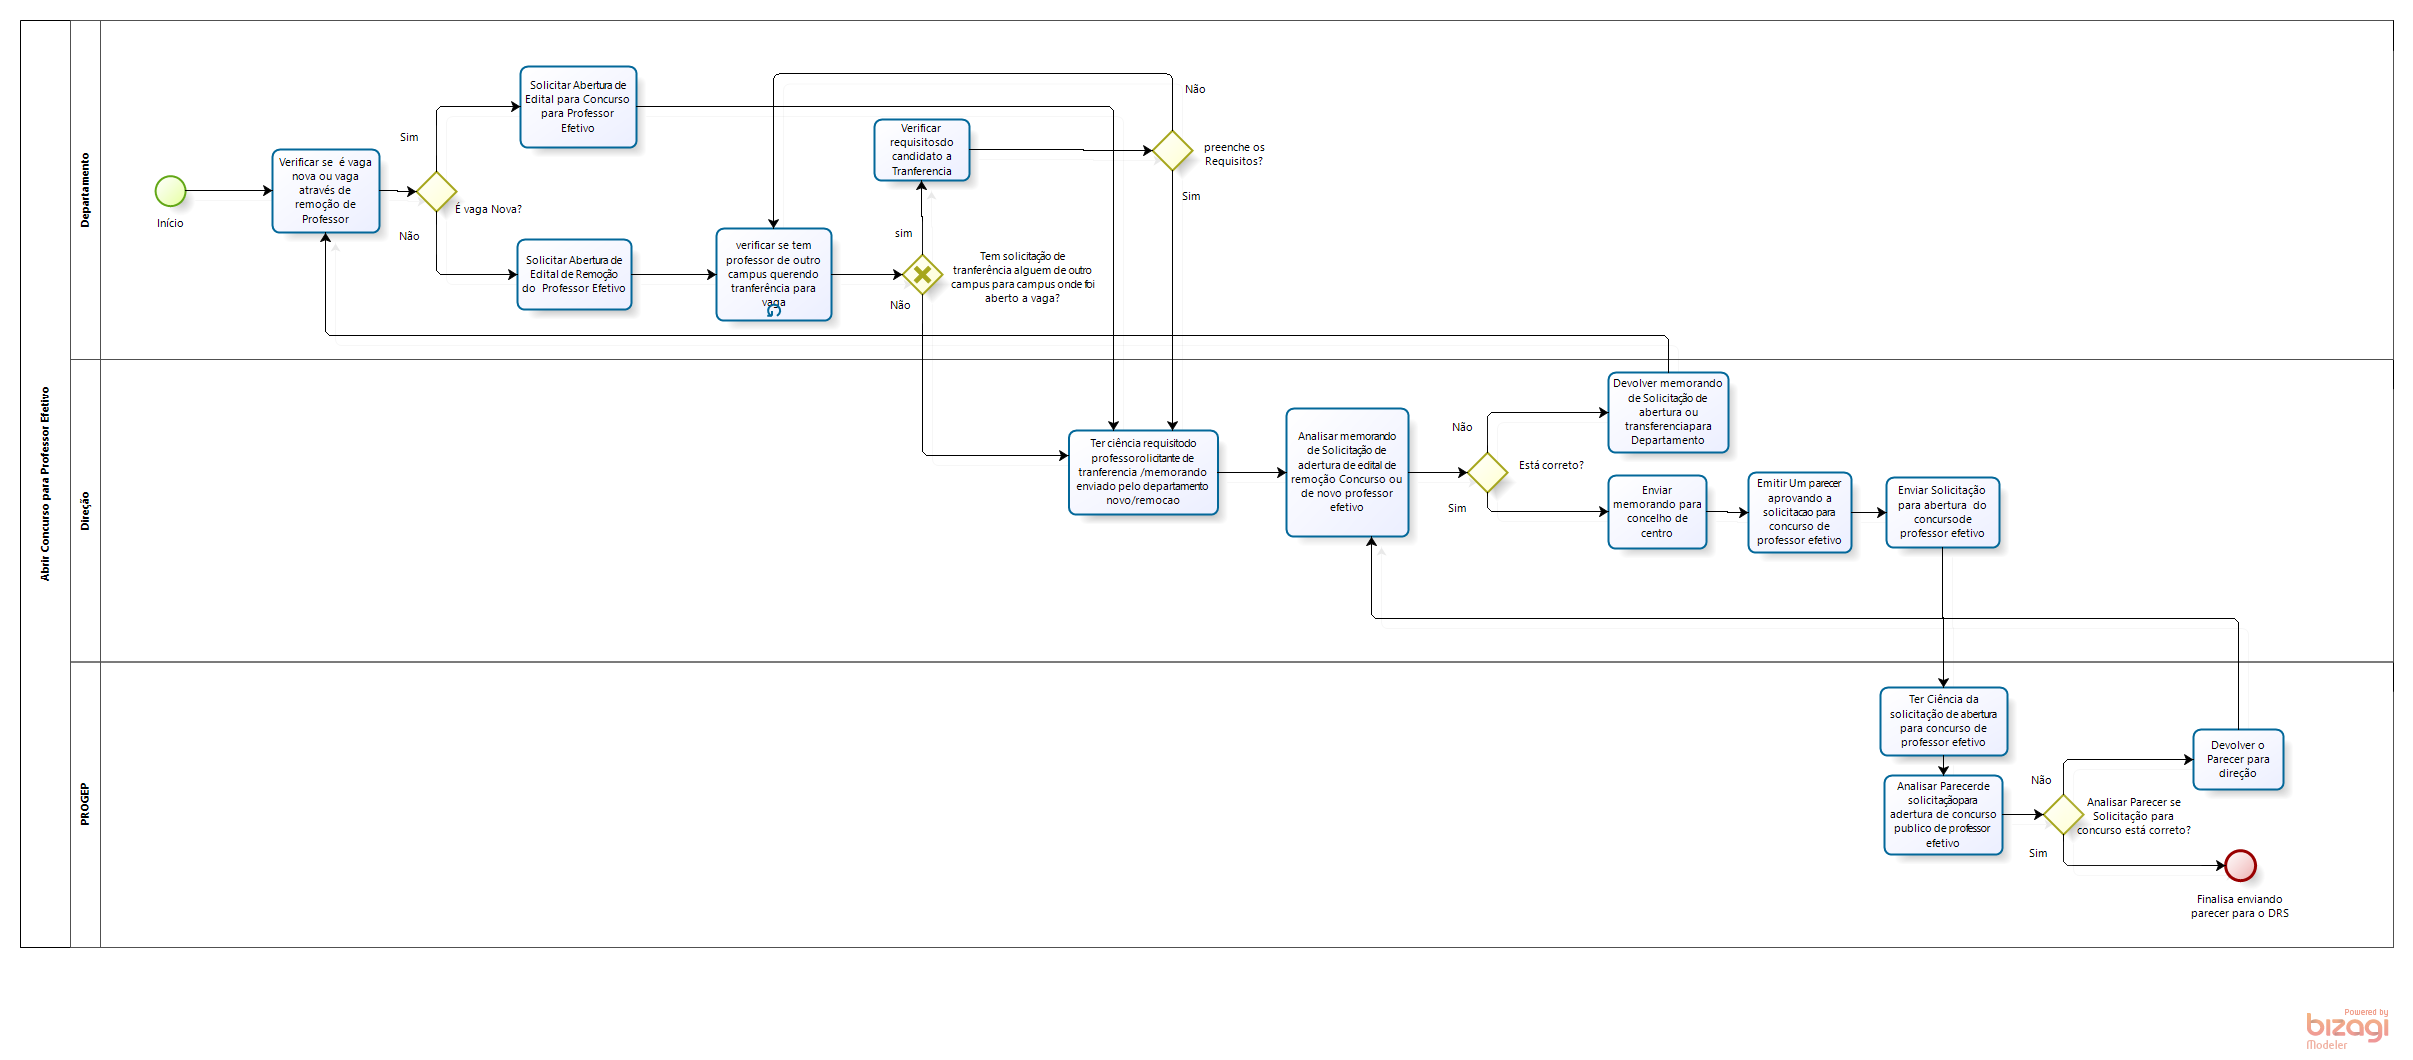 Abrir Concurso para Professor Efetivo
Departamento
Início
Verificar se é vaga
nova ou vaga
através de
remoção de
Professor
É vaga Nova?
Sim
Não
Solicitar Abertura de
Edital para Concurso
para Professor
Efetivo
Solicitar Abertura de
Edital de Remoção
do Professor Efetivo
verificar se tem
professor de outro
campus querendo
tranferência para
vaga
sim
Não
Tem solicitação de
tranferência alguem de outro
campus para campus onde foi
aberto a vaga?
Verificar
requisitosdo
candidato a
Tranferencia
Não
preenche os
Requisitos?
Sim
Direção
Ter ciência requisitodo
professorolicitante de
tranferencia /memorando
enviado pelo departamento
novo/remocao
Analisar memorando
de Solicitação de
adertura de edital de
remoção Concurso ou
de novo professor
efetivo
Não
Está correto?
Sim
Devolver memorando
de Solicitação de
abertura ou
transferenciapara
Departamento
Enviar
memorando para
concelho de
centro
Emitir Um parecer
aprovando a
solicitacao para
concurso de
professor efetivo
Enviar Solicitação
para abertura do
concursode
professor efetivo
PROGEP
Ter Ciência da
solicitação de abertura
para concurso de
professor efetivo
Analisar Parecerde
solicitaçãopara
adertura de concurso
publico de professor
efetivo
Não
Analisar Parecer se
Solicitação para
concurso está correto?
Sim
Devolver o
Parecer para
direção
Finalisa enviando
parecer para o DRS
Powered by
bizagi
Modeler